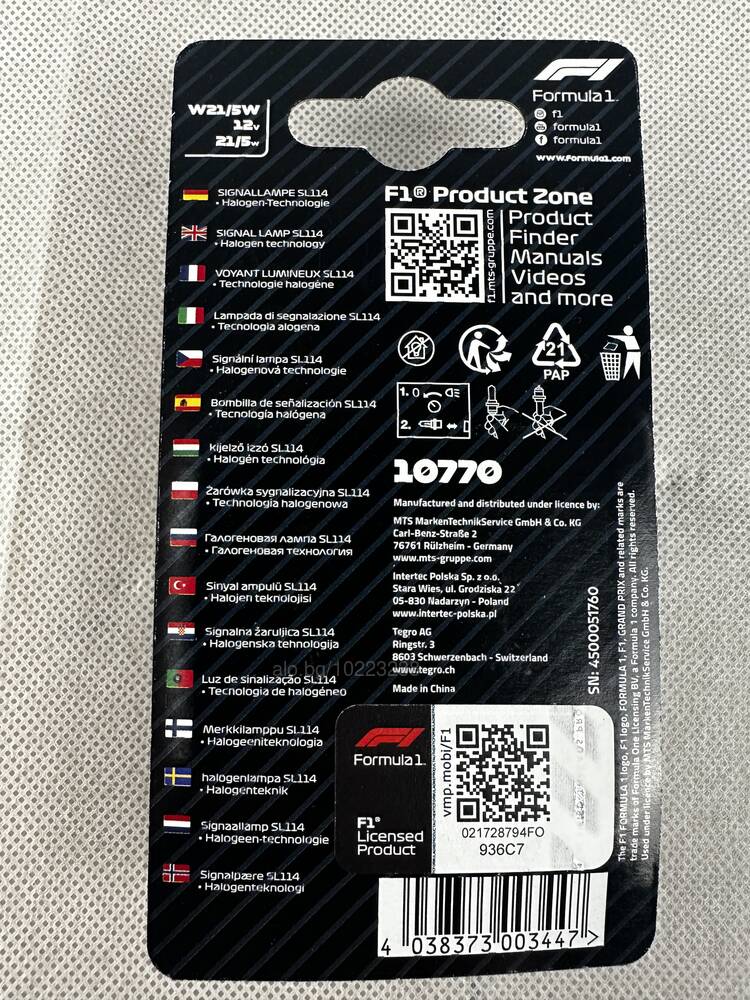 W21/5W
12v
21/5w
F1
Formula 1
f1
formula1
formula1
www.Formula1.com
SIGNALLAMPE SL114
• Halogen-Technologie
SIGNAL LAMP SL114
• Halogen technology
VOYANT LUMINEUX SL114
• Technologie halogène
Lampada di segnalazione SL114
• Tecnologia alogena
Signální lampa SL114
• Halogenová technologie
Bombilla de señalización SL114
• Tecnología halógena
kijelző izzó SL114
• Halogén technológia
Żarówka sygnalizacyjna SL114
• Technologia halogenowa
Галогеновая лампа SL114
• Галогеновая технология
Sinyal ampulü SL114
• Halojen teknolojisi
Signalna žaruljica SL114
• Halogenska tehnologija
Luz de sinalização SL114
• Tecnologia de halogéneo
Merkkilamppu SL114
• Halogeeniteknologia
halogenlampa SL114
• Halogenteknik
Signaallamp SL114
• Halogeen-technologie
Signalpære SL114
• Halogenteknologi
F1® Product Zone
f1.mts-gruppe.com
Product
Finder
Manuals
Videos
and more
21
PAP
1. 0
2.
10770
Manufactured and distributed under licence by:
MTS MarkenTechnikService GmbH & Co. KG
Carl-Benz-Straße 2
76761 Rülzheim - Germany
www.mts-gruppe.com
Intertec Polska Sp. z o.o.
Stara Wies, ul. Grodziska 22
05-830 Nadarzyn - Poland
www.intertec-polska.pl
Tegro AG
Ringstr. 3
8603 Schwerzenbach - Switzerland
www.tegro.ch
Made in China
SN: 4500051760
The F1 FORMULA 1 logo, F1 logo, FORMULA 1, F1, GRAND PRIX and related marks are
trade marks of Formula One Licensing BV, a Formula 1 company. All rights reserved.
Used under licence by MTS MarkenTechnikService GmbH & Co. KG.
F1
Formula 1.
F1®
Licensed
Product
vmp.mobi/F1
021728794FO
936C7
4 038373 003447 >